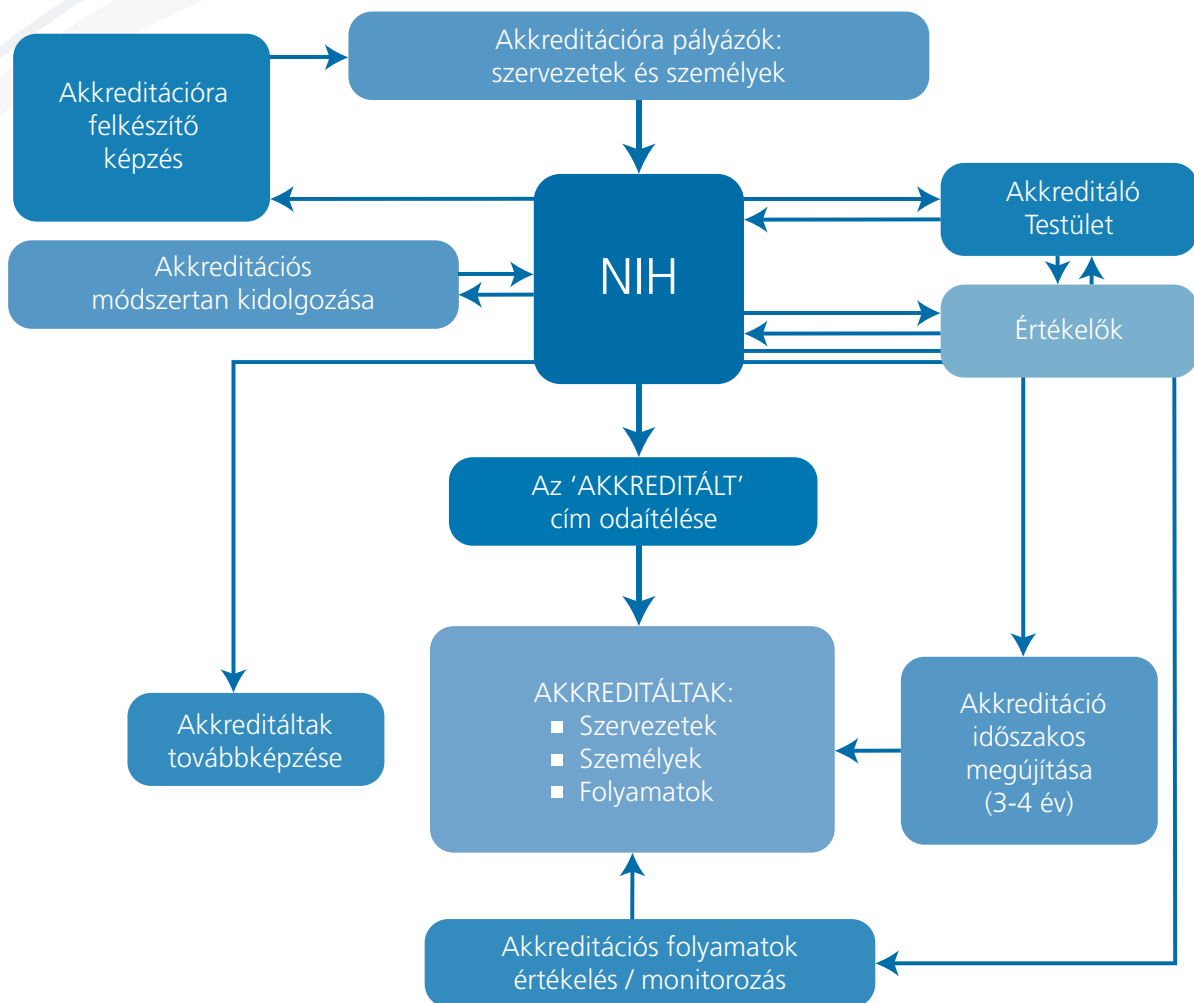 Akkreditációra pályázók:
szervezetek és személyek
Akkreditációra
felkészítő
képzés
Akkreditáló
Testület
NIH
Akkreditációs
módszertan kidolgozása
Értékelők
Az ‘AKKREDITÁLT’
cím odaítélése
AKKREDITÁLTAK:
Szervezetek
Személyek
Folyamatok
Akkreditáció
időszakos
megújítása
(3-4 év)
Akkreditáltak
továbbképzése
Akkreditációs folyamatok
értékelés / monitorozás